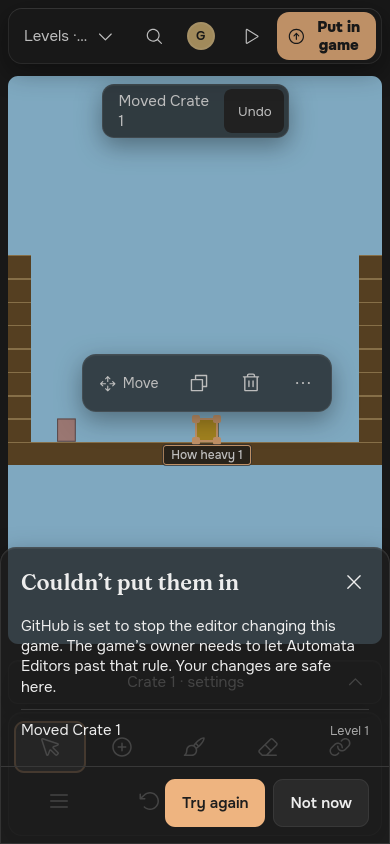 Levels ·...
G
Put in
game
Moved Crate
1
Undo
Move
How heavy 1
Couldn’t put them in
GitHub is set to stop the editor changing this
game. The game’s owner needs to let Automata
Editors past that rule. Your changes are safe
here.
Crate 1 · settings
Moved Crate 1
Level 1
Try again
Not now